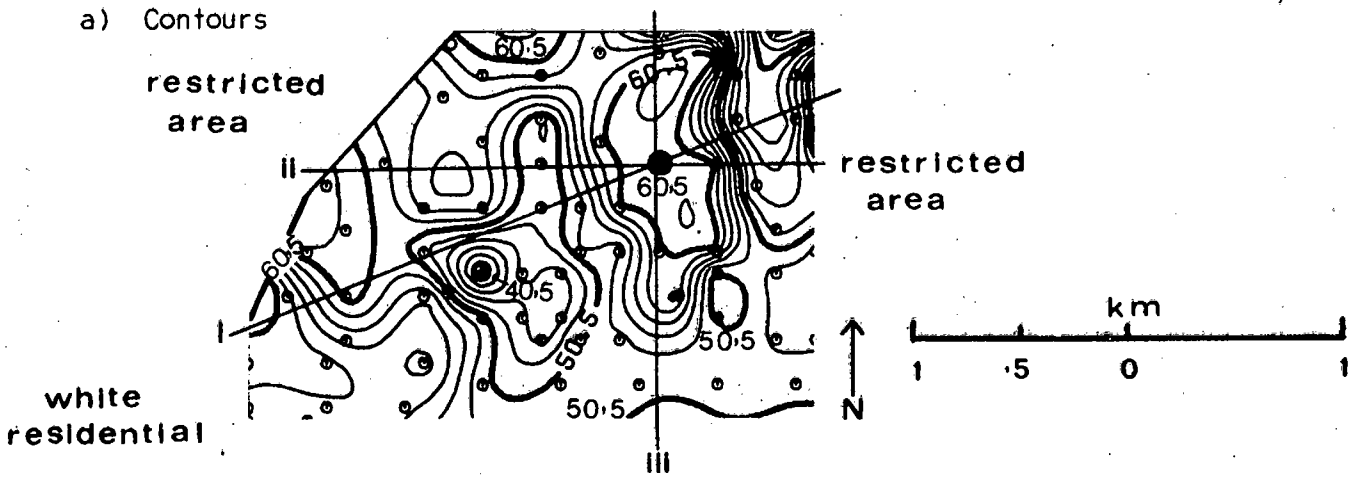 a) Contours
60,5
restricted
area
60,5
ii
restricted
area
60,5
60,5
40,5
I
50,5
50,5
50,5
km
1 ·5 0 1
N
white
residential
iii